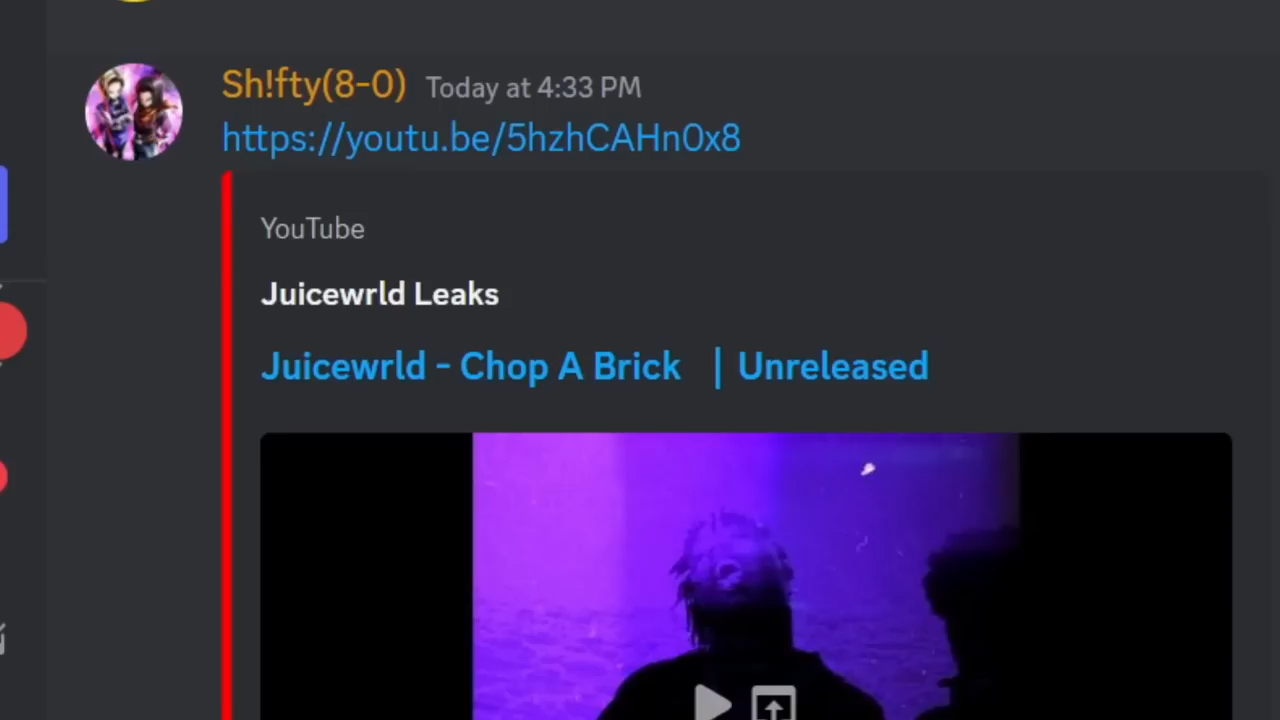 Sh!fty(8-0) Today at 4:33 PM
https://youtu.be/5hzhCAHn0x8
YouTube
Juicewrld Leaks
Juicewrld - Chop A Brick | Unreleased